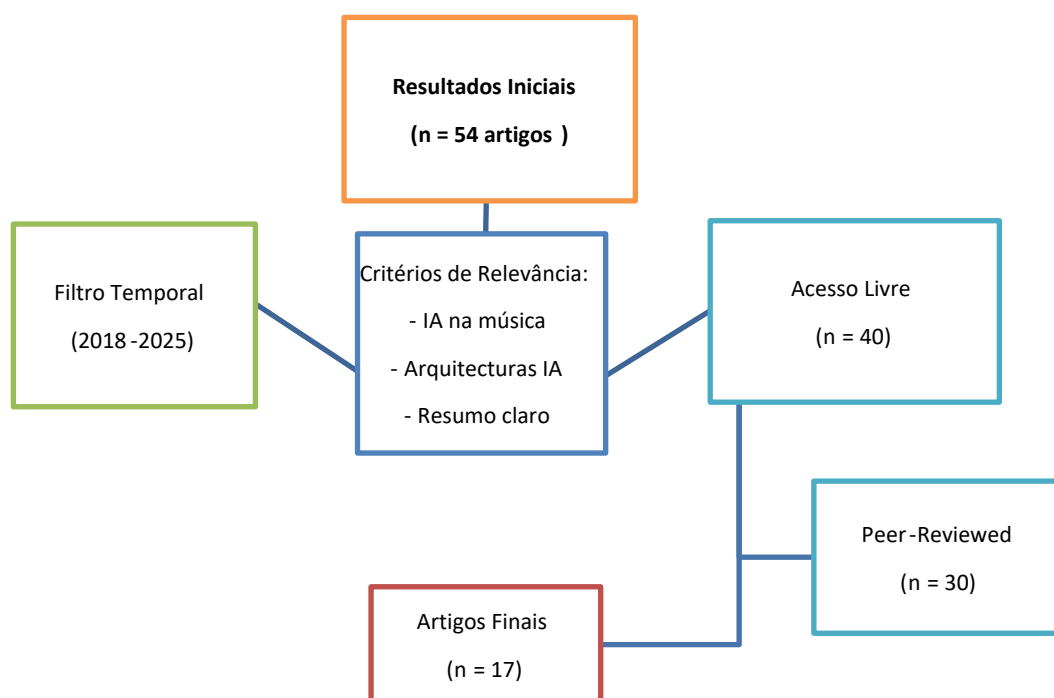 Resultados Iniciais
(n = 54 artigos )
Filtro Temporal
(2018-2025)
Critérios de Relevância:
- IA na música
- Arquitecturas IA
- Resumo claro
Acesso Livre
(n = 40)
Peer-Reviewed
(n = 30)
Artigos Finais
(n = 17)